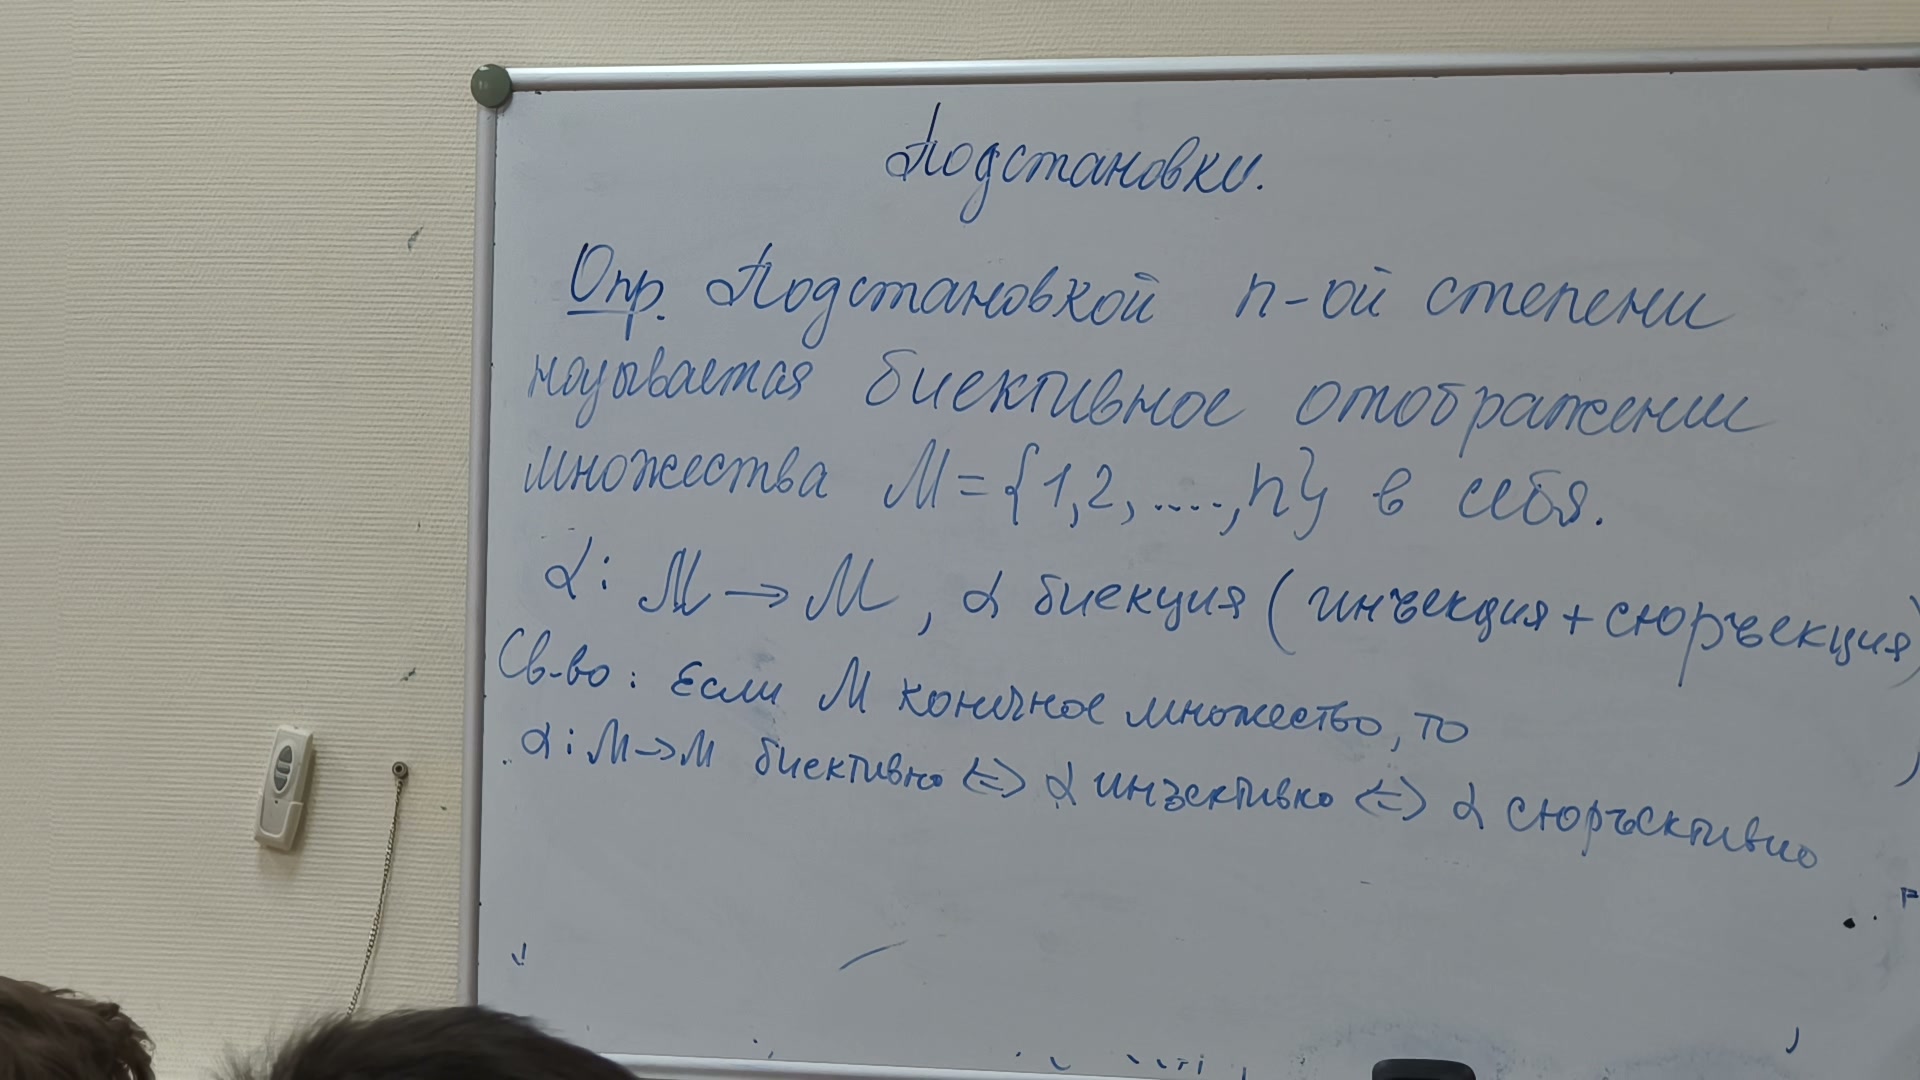 Подстановки.
Опр. Подстановкой n-ой степени
называется биективное отображении
множества M = {1,2, ...., n} в себя.
α: M → M, α биекция (инъекция + сюръекция)
Св-во: Если M конечное множество, то
α: M → M биективно <=> α инъективно <=> α сюръективно